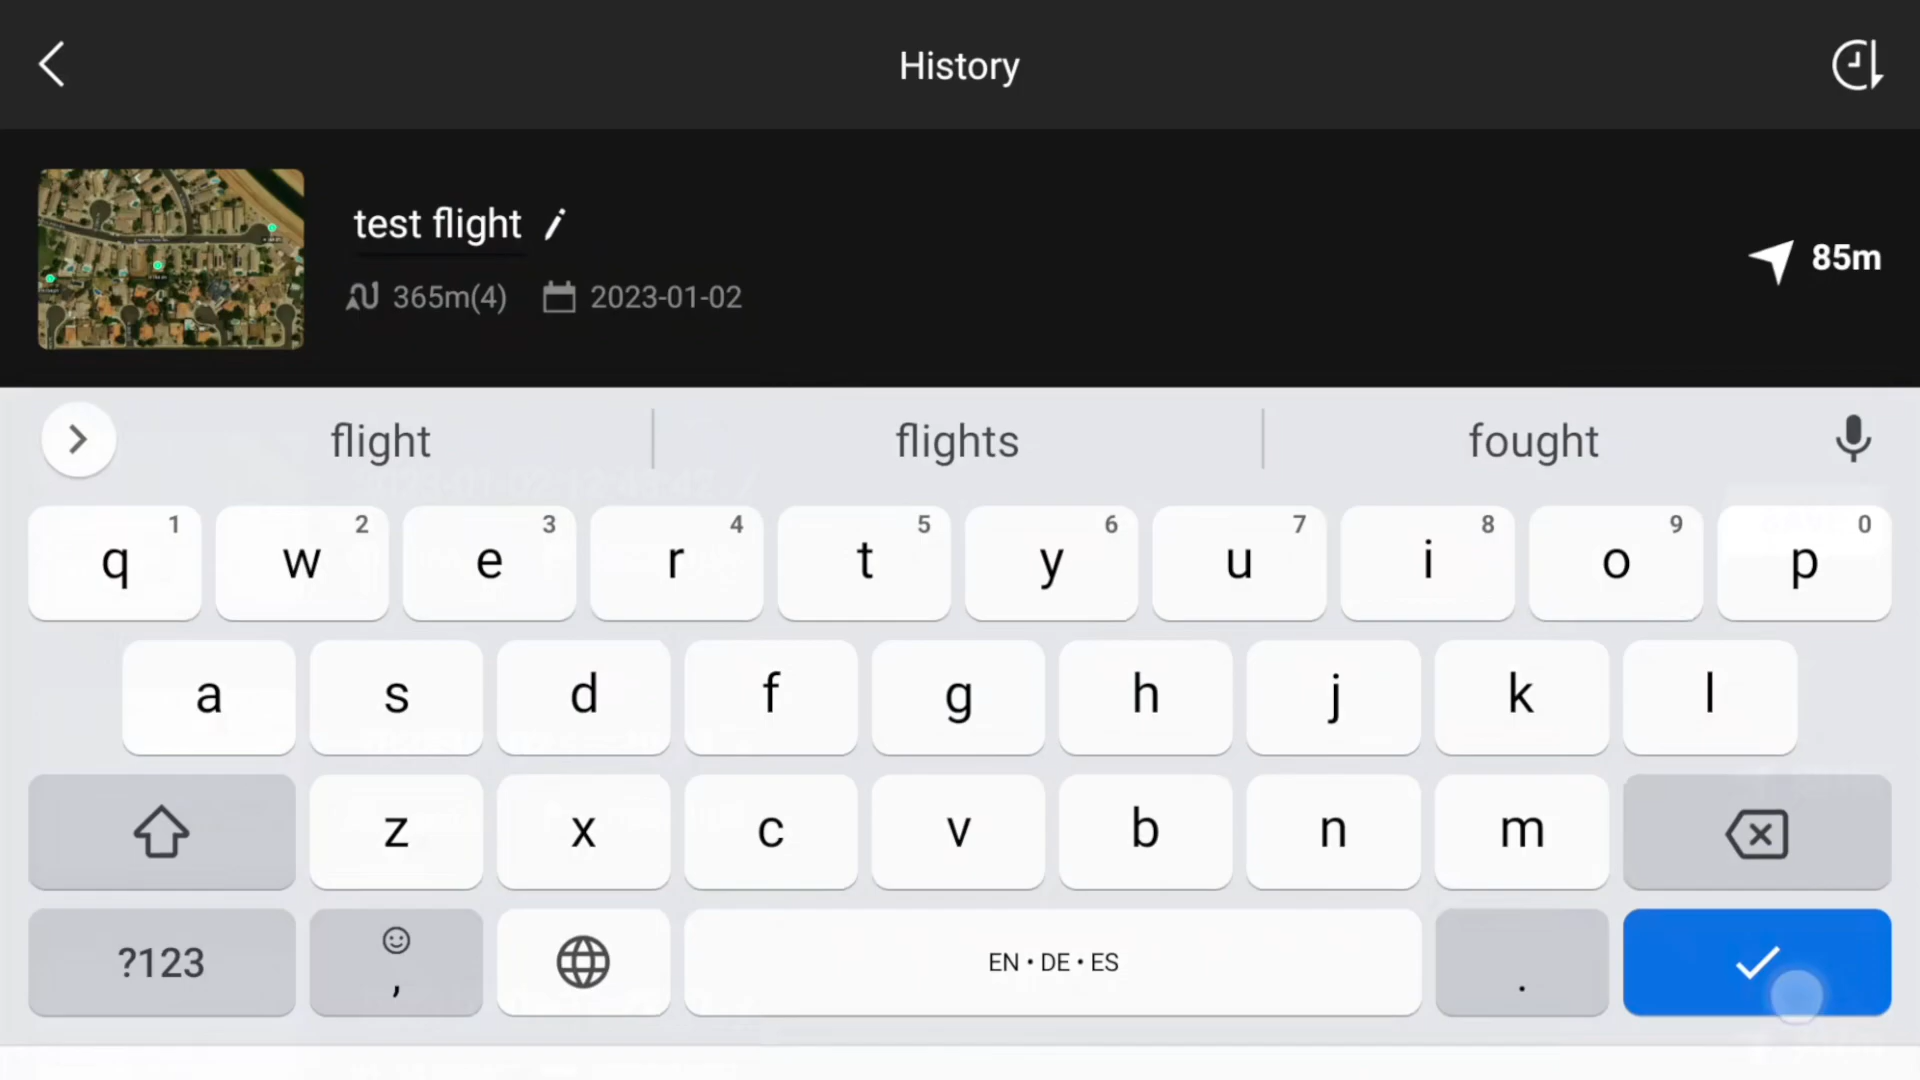 History
test flight
365m(4) 2023-01-02
85m
flight flights fought
1 2 3 4 5 6 7 8 9 0
q w e r t y u i o p
a s d f g h j k l
z x c v b n m
?123 , EN • DE • ES .